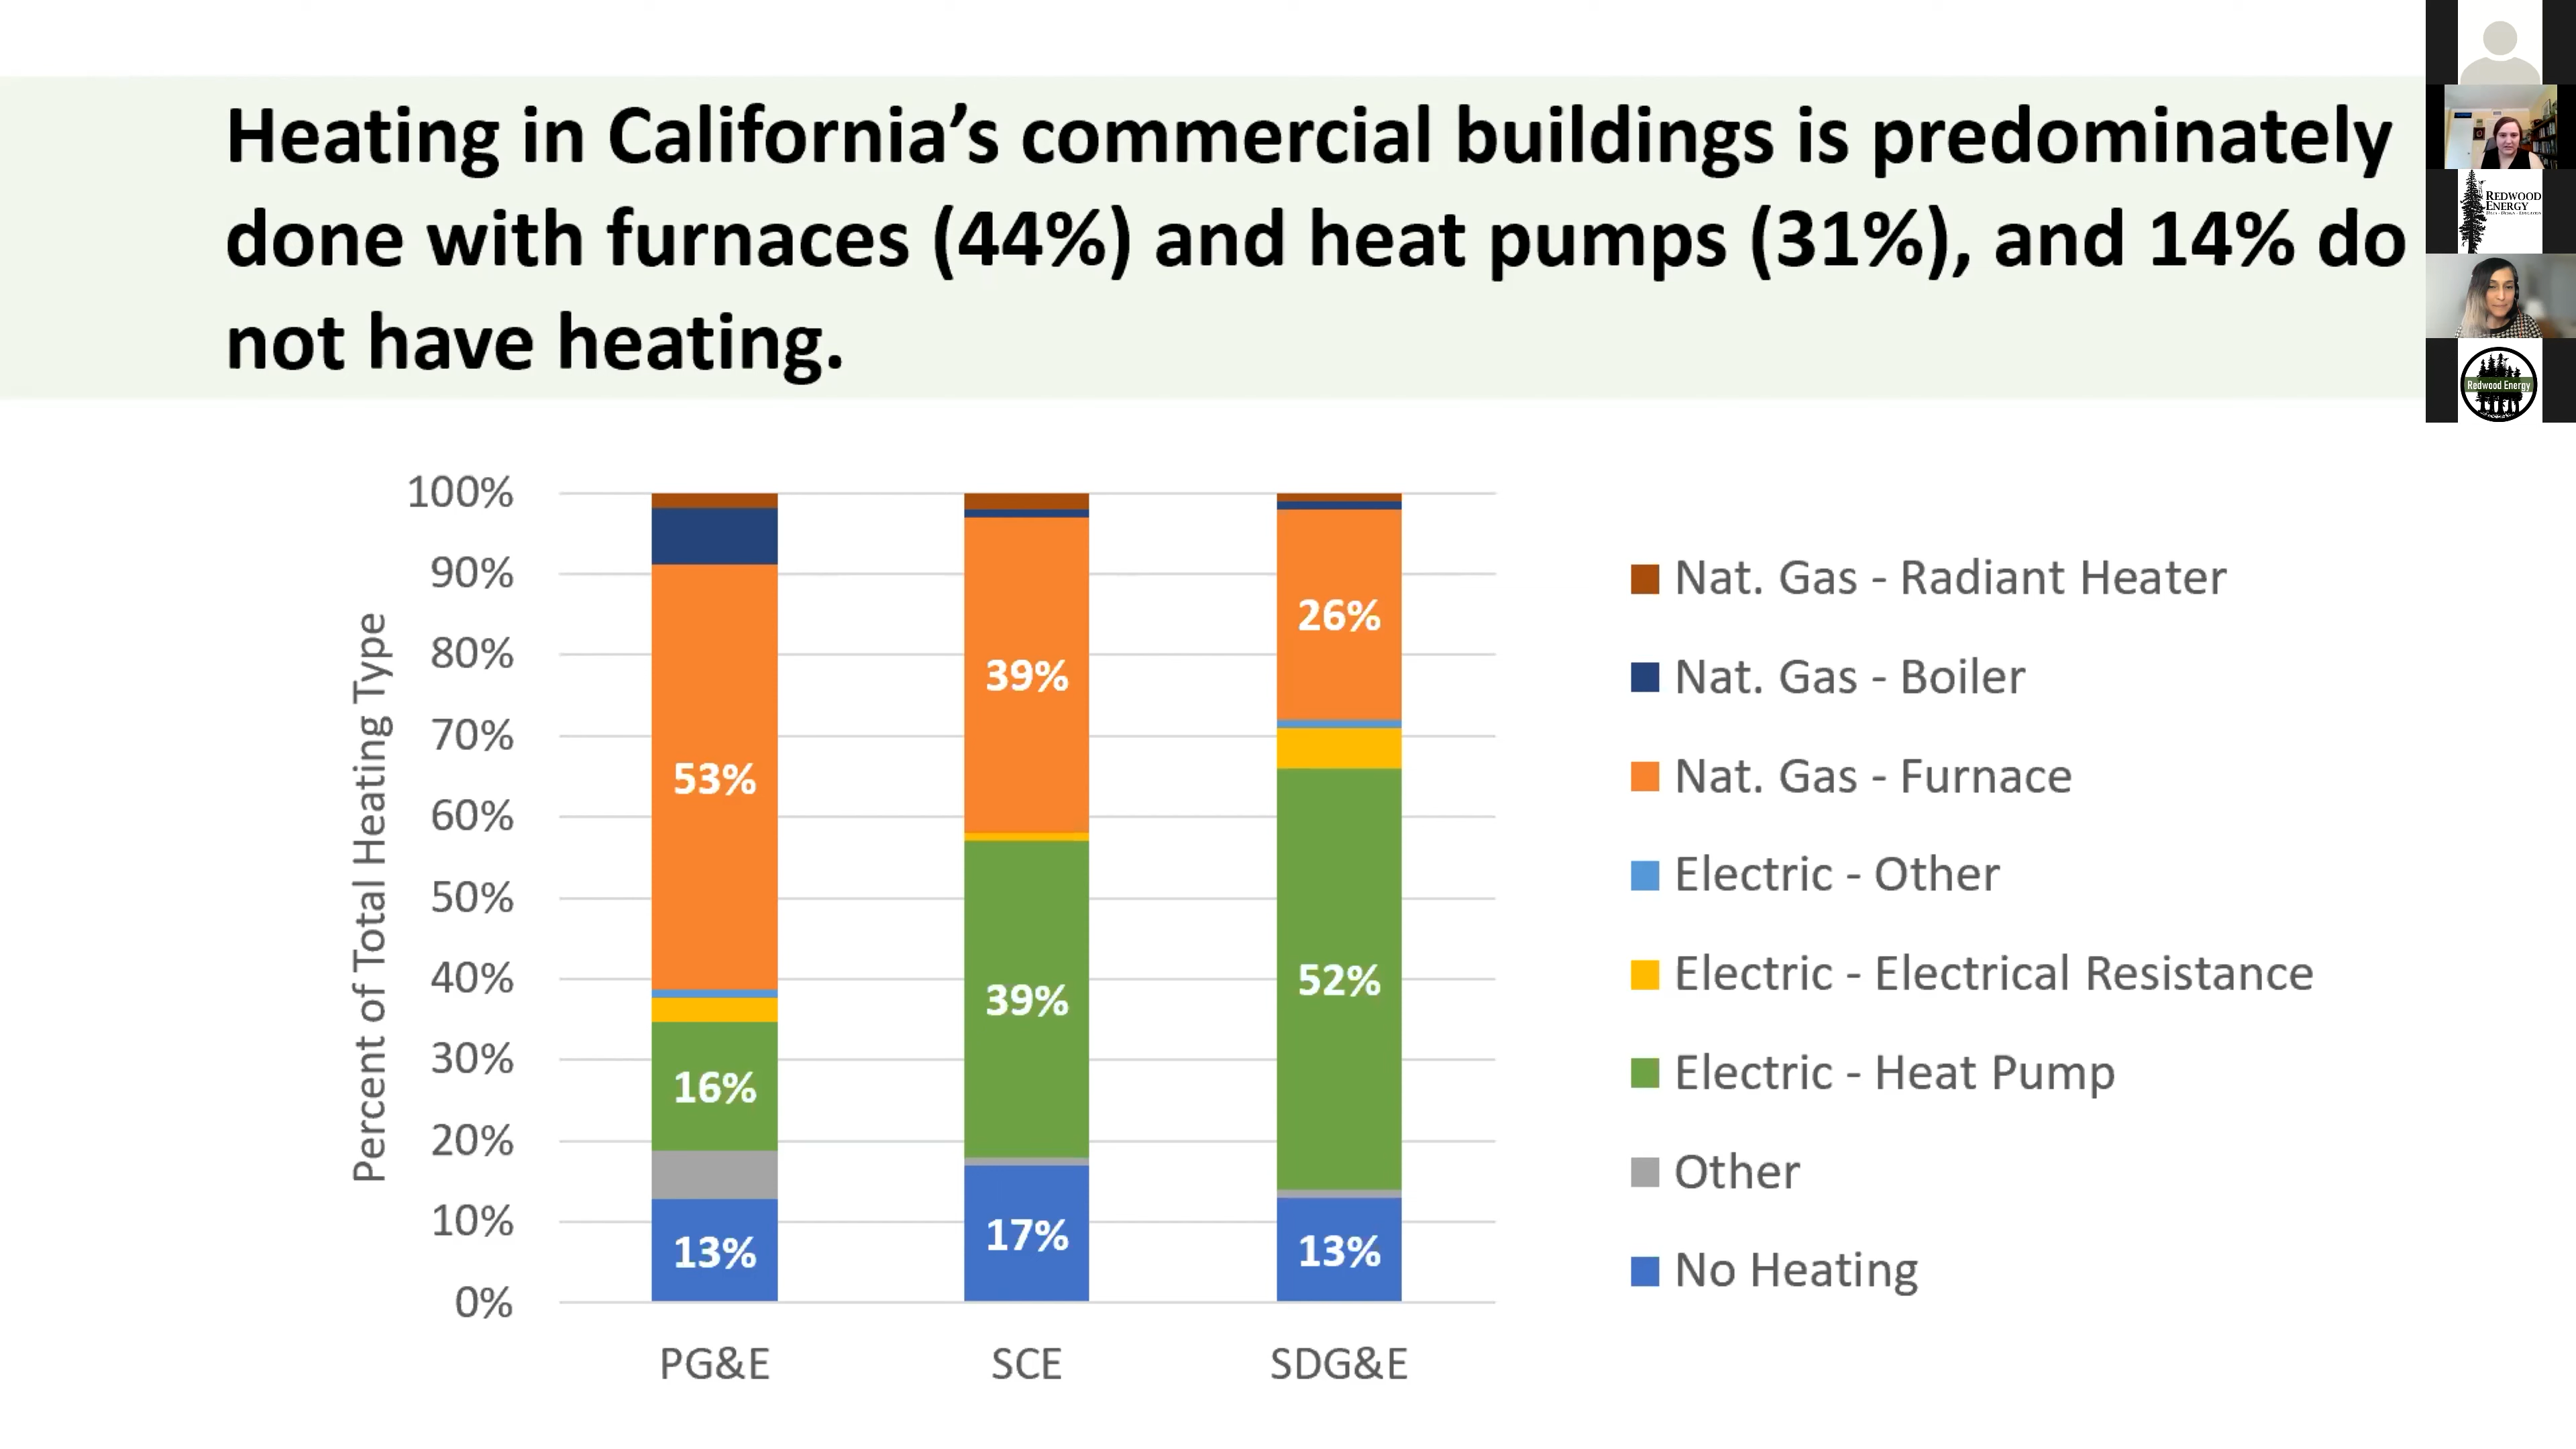 Heating in California's commercial buildings is predominately
done with furnaces (44%) and heat pumps (31%), and 14% do
not have heating.
REDWOOD
ENERGY
Redwood Energy
Percent of Total Heating Type
100%
90%
80%
70%
60%
50%
40%
30%
20%
10%
0%
53%
16%
13%
39%
39%
17%
26%
52%
13%
PG&E
SCE
SDG&E
Nat. Gas - Radiant Heater
Nat. Gas - Boiler
Nat. Gas - Furnace
Electric - Other
Electric - Electrical Resistance
Electric - Heat Pump
Other
No Heating